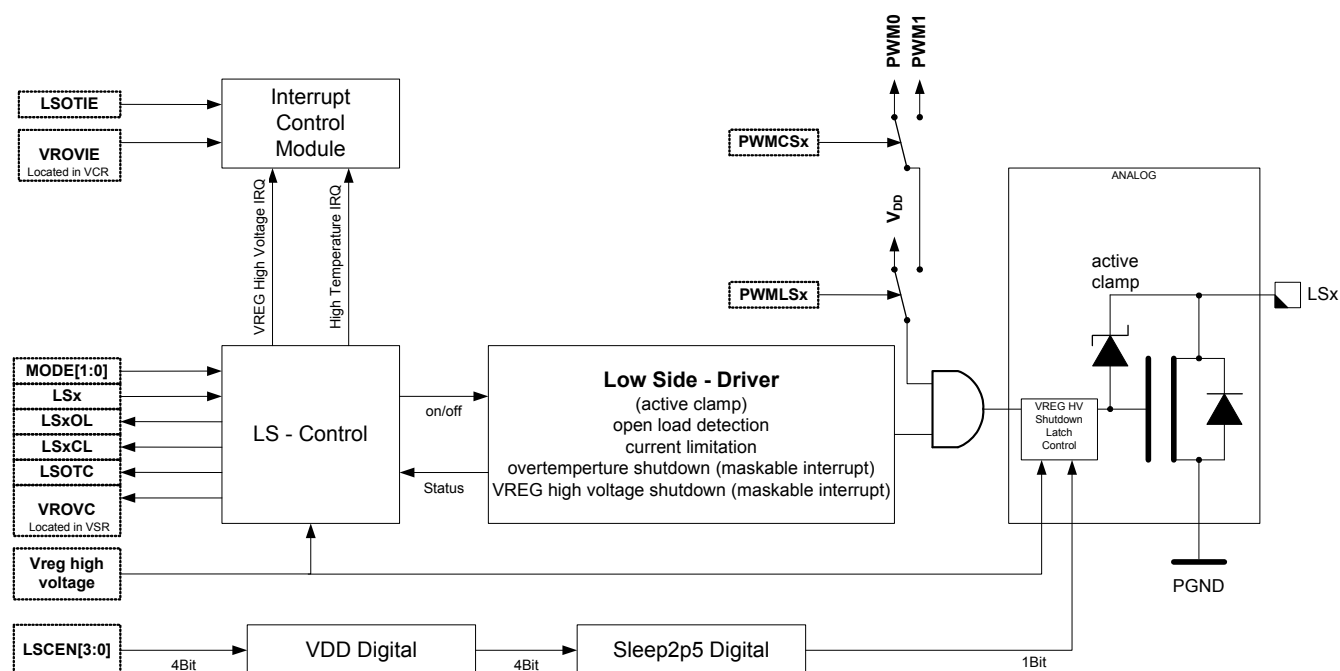 PWM0
PWM1
LSOTIE
VROVIE
Located in VCR
Interrupt
Control
Module
PWMCSx
ANALOG
VREG High Voltage IRQ
High Temperature IRQ
VDD
active
clamp
PWMLSx
LSx
MODE[1:0]
LSx
LSxOL
LSxCL
LSOTC
VROVC
Located in VSR
Vreg high
voltage
LS - Control
on/off
Status
Low Side - Driver
(active clamp)
open load detection
current limitation
overtemperture shutdown (maskable interrupt)
VREG high voltage shutdown (maskable interrupt)
VREG HV
Shutdown
Latch
Control
PGND
LSCEN[3:0]
4Bit
VDD Digital
4Bit
Sleep2p5 Digital
1Bit